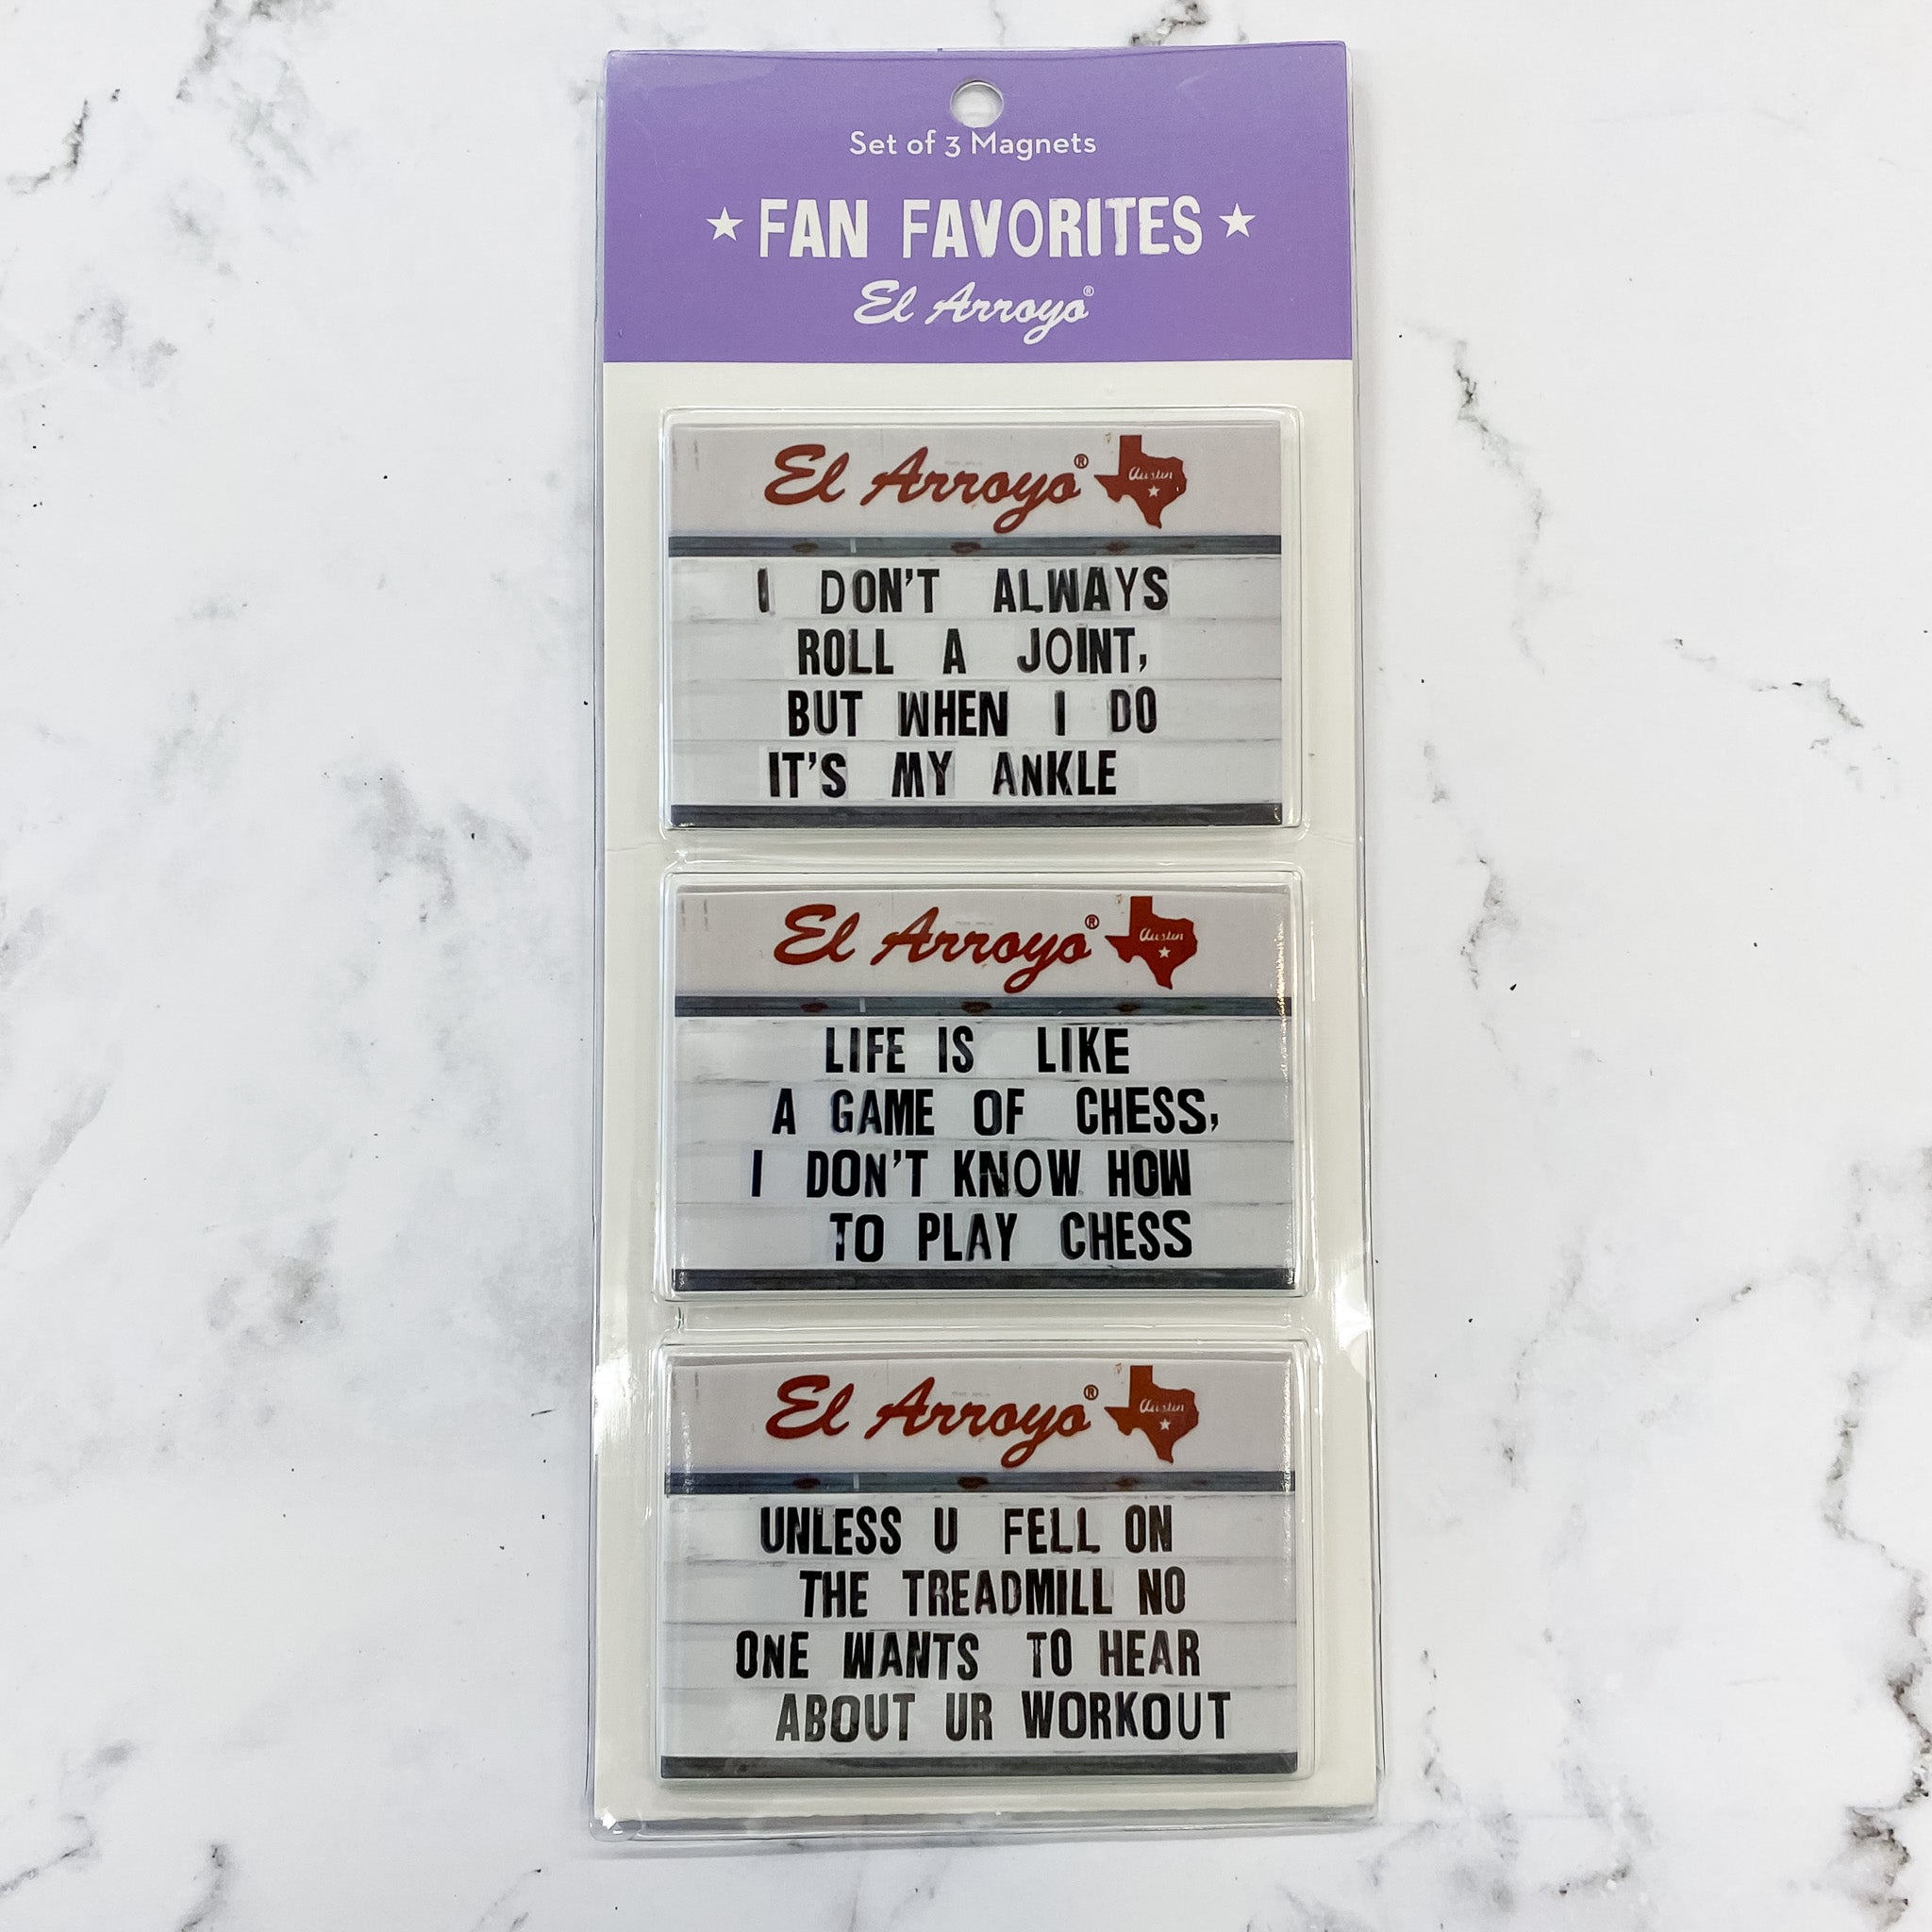 Set of 3 Magnets
★ FAN FAVORITES ★
El Arroyo®
El Arroyo® Austin
I DON'T ALWAYS
ROLL A JOINT,
BUT WHEN I DO
IT'S MY ANKLE
El Arroyo® Austin
LIFE IS LIKE
A GAME OF CHESS,
I DON'T KNOW HOW
TO PLAY CHESS
El Arroyo® Austin
UNLESS U FELL ON
THE TREADMILL NO
ONE WANTS TO HEAR
ABOUT UR WORKOUT